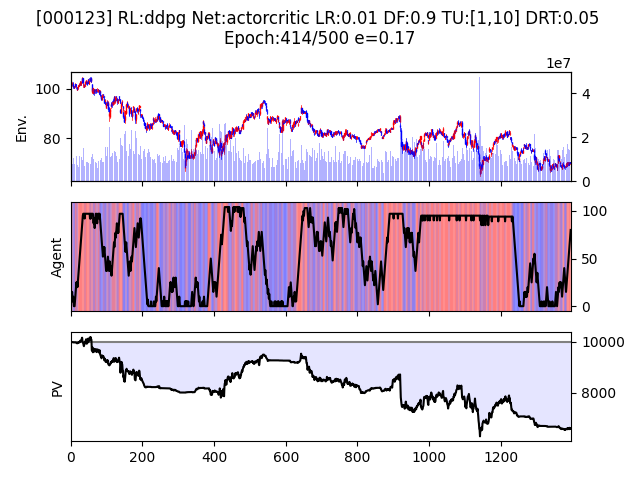 [000123] RL:ddpg Net:actorcritic LR:0.01 DF:0.9 TU:[1,10] DRT:0.05
Epoch:414/500 e=0.17
1e7
Env.
100
80
4
2
0
Agent
100
50
0
PV
10000
8000
0 200 400 600 800 1000 1200